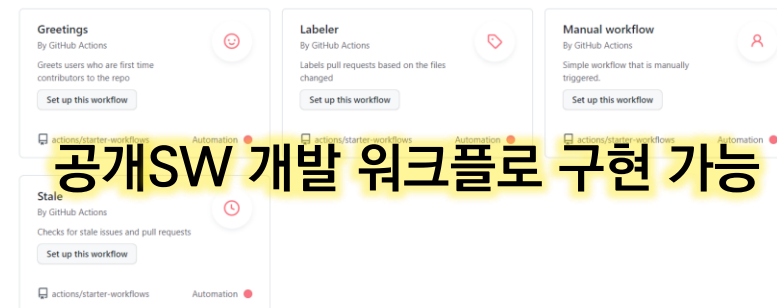 Greetings
By GitHub Actions
Greets users who are first time
contributors to the repo
Set up this workflow
actions/starter-workflows Automation
Labeler
By GitHub Actions
Labels pull requests based on the files
changed
Set up this workflow
actions/starter-workflows Automation
Manual workflow
By GitHub Actions
Simple workflow that is manually
triggered.
Set up this workflow
actions/starter-workflows Automation
공개SW 개발 워크플로 구현 가능
Stale
By GitHub Actions
Checks for stale issues and pull requests
Set up this workflow
actions/starter-workflows Automation